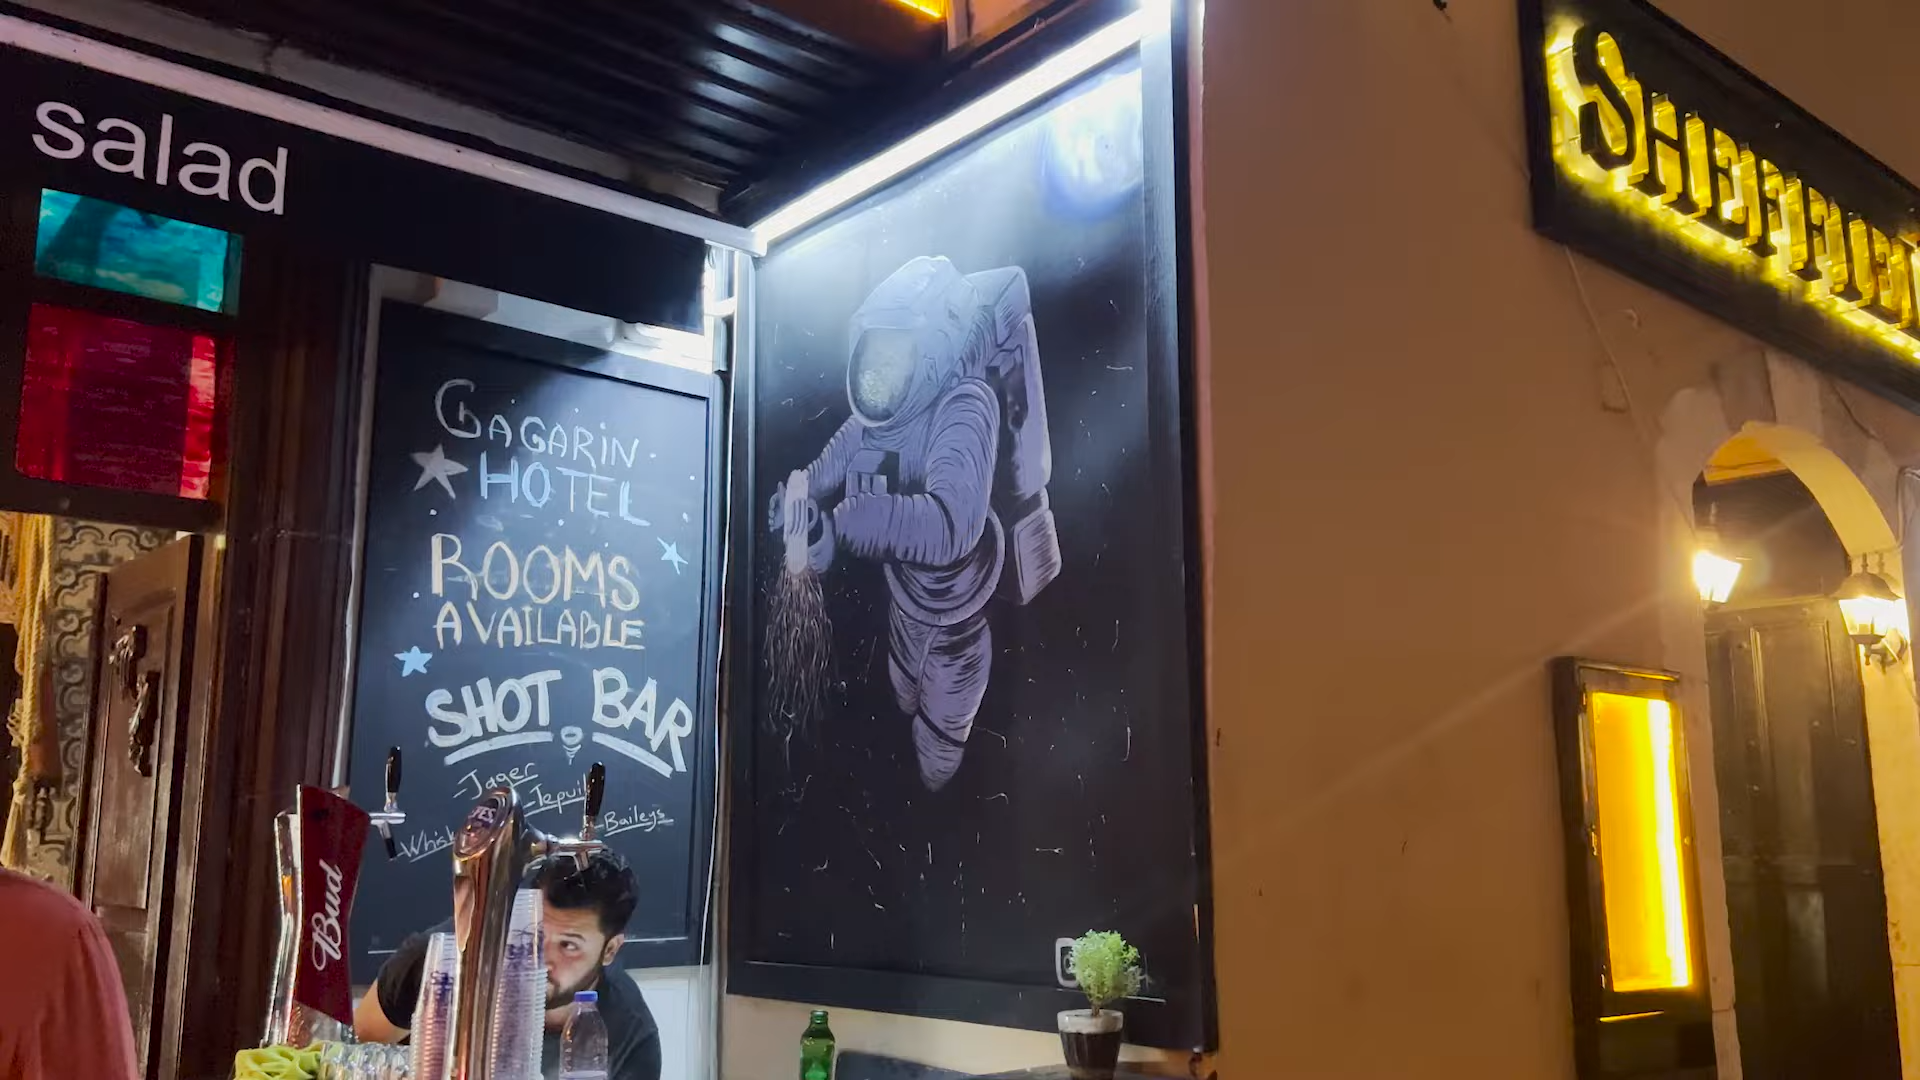 salad
GAGARIN
HOTEL
ROOMS
AVAILABLE
SHOT BAR
-Jager
-Baileys
Bud